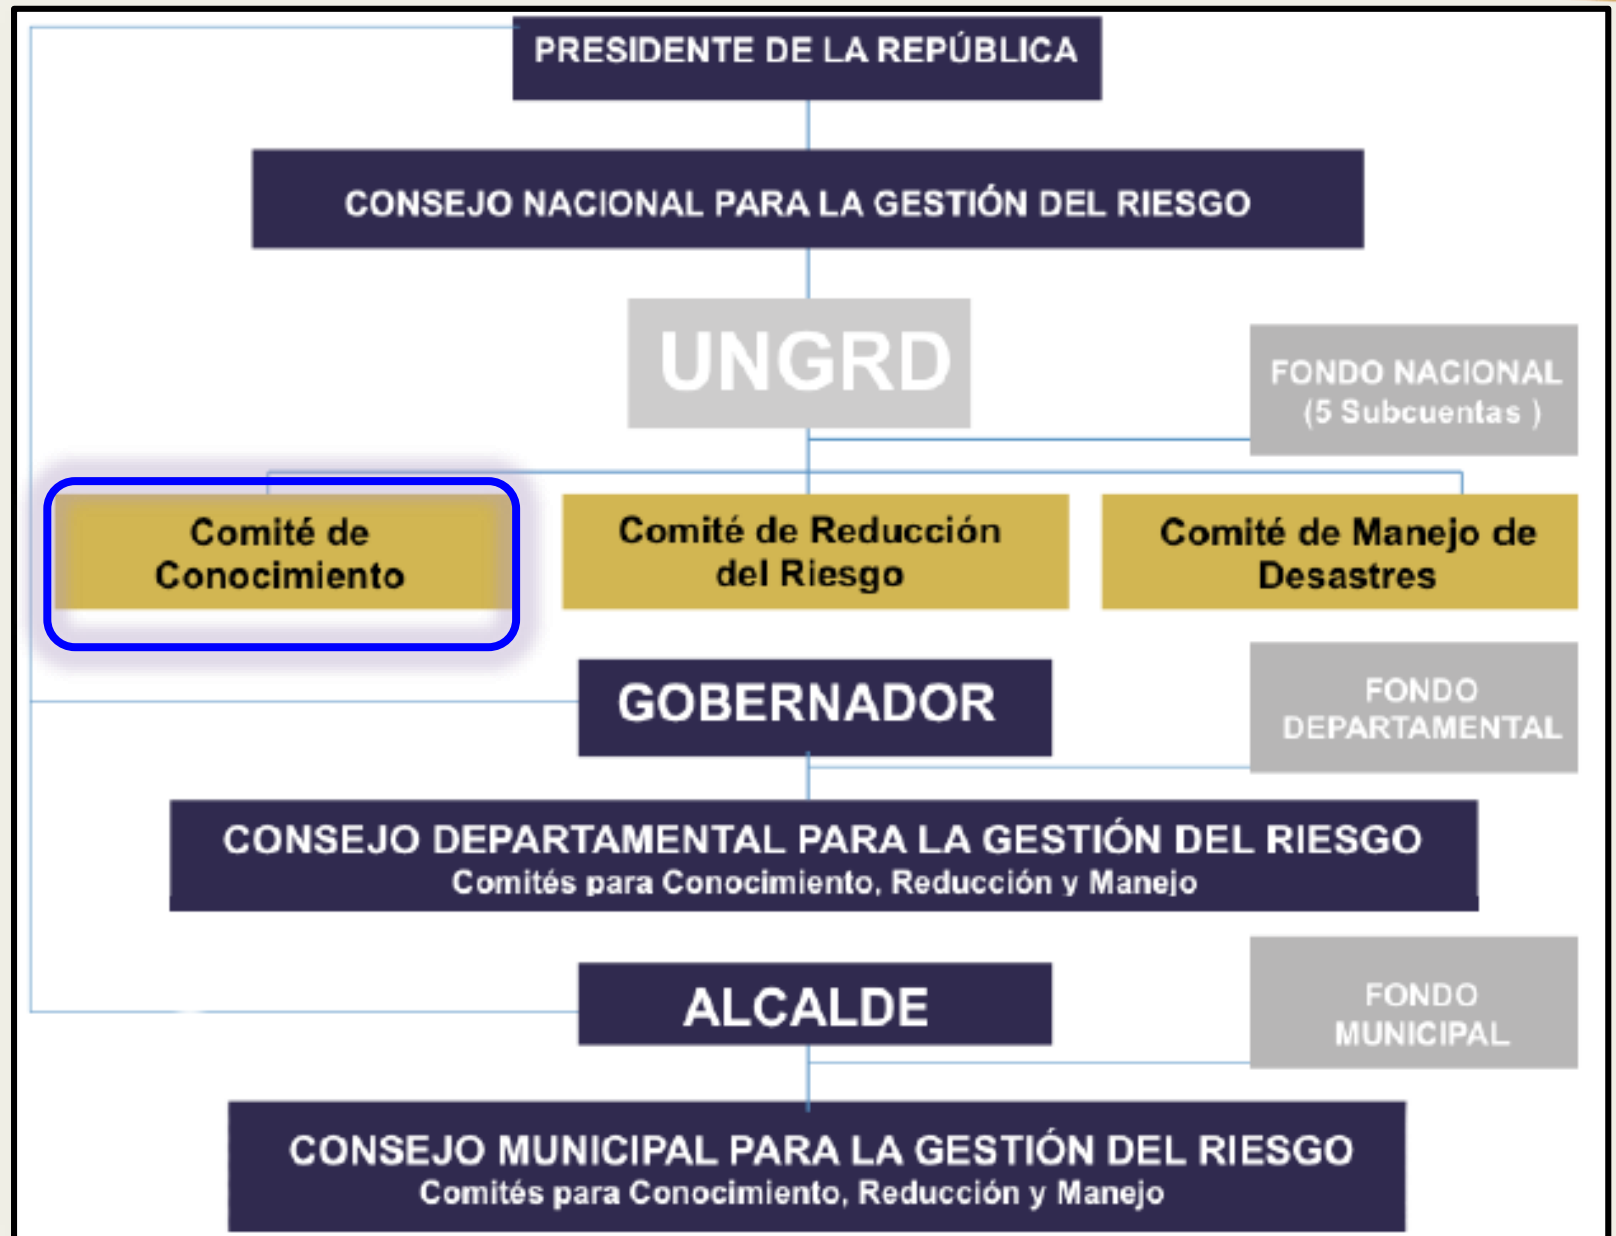 PRESIDENTE DE LA REPÚBLICA
CONSEJO NACIONAL PARA LA GESTIÓN DEL RIESGO
UNGRD
FONDO NACIONAL
(5 Subcuentas )
Comité de
Conocimiento
Comité de Reducción
del Riesgo
Comité de Manejo de
Desastres
GOBERNADOR
FONDO
DEPARTAMENTAL
CONSEJO DEPARTAMENTAL PARA LA GESTIÓN DEL RIESGO
Comités para Conocimiento, Reducción y Manejo
ALCALDE
FONDO
MUNICIPAL
CONSEJO MUNICIPAL PARA LA GESTIÓN DEL RIESGO
Comités para Conocimiento, Reducción y Manejo